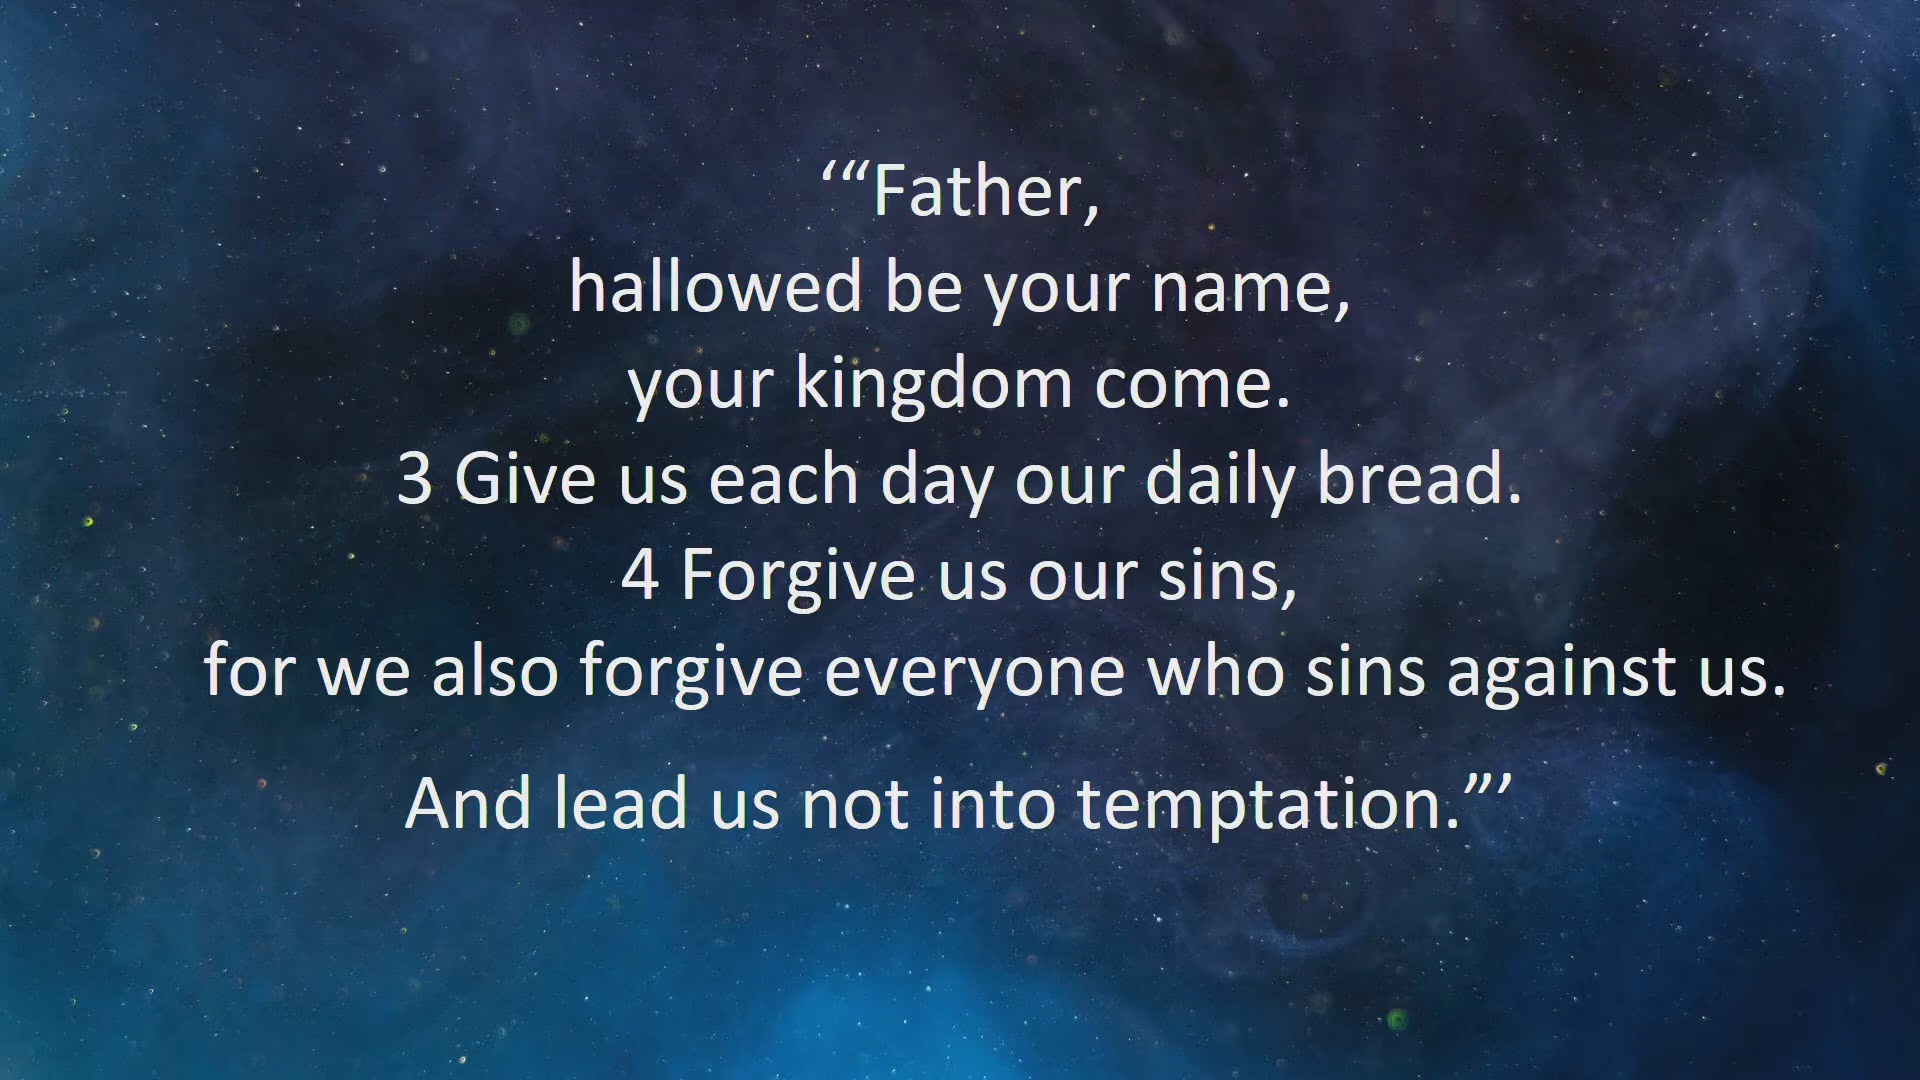 ‘“Father,
hallowed be your name,
your kingdom come.
3 Give us each day our daily bread.
4 Forgive us our sins,
for we also forgive everyone who sins against us.
And lead us not into temptation.”’